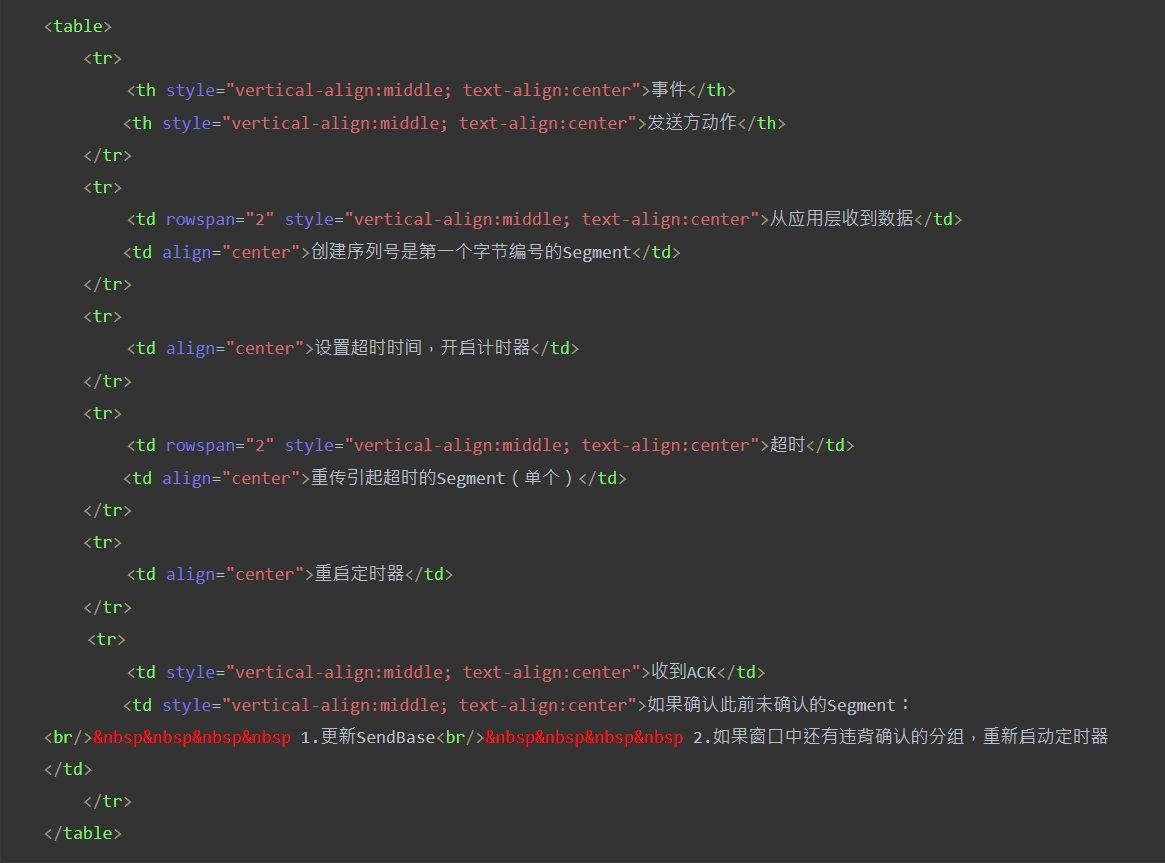 <table>
<tr>
<th style="vertical-align:middle; text-align:center">事件</th>
<th style="vertical-align:middle; text-align:center">发送方动作</th>
</tr>
<tr>
<td rowspan="2" style="vertical-align:middle; text-align:center">从应用层收到数据</td>
<td align="center">创建序列号是第一个字节编号的Segment</td>
</tr>
<tr>
<td align="center">设置超时时间，开启计时器</td>
</tr>
<tr>
<td rowspan="2" style="vertical-align:middle; text-align:center">超时</td>
<td align="center">重传引起超时的Segment（单个）</td>
</tr>
<tr>
<td align="center">重启定时器</td>
</tr>
<tr>
<td style="vertical-align:middle; text-align:center">收到ACK</td>
<td style="vertical-align:middle; text-align:center">如果确认此前未确认的Segment：
<br/>&nbsp&nbsp&nbsp&nbsp 1.更新SendBase<br/>&nbsp&nbsp&nbsp&nbsp 2.如果窗口中还有违背确认的分组，重新启动定时器
</td>
</tr>
</table>